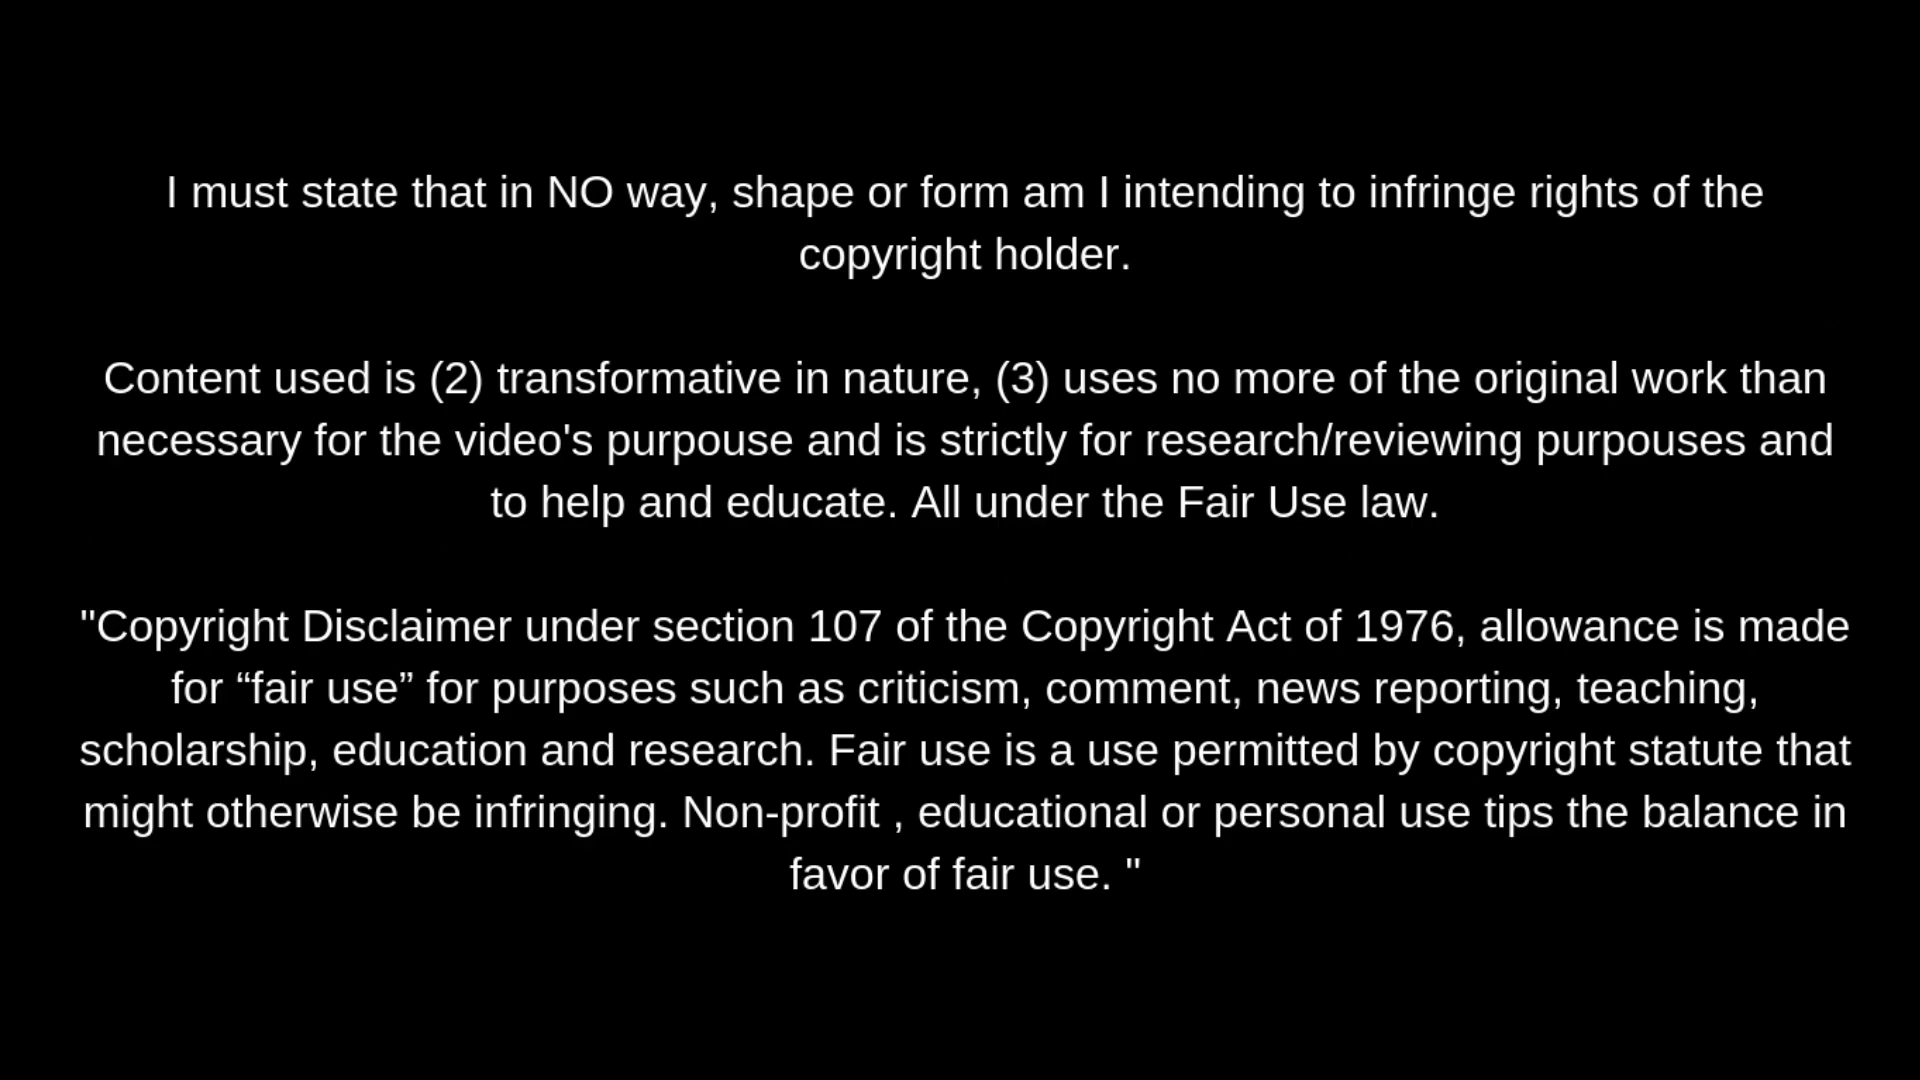 I must state that in NO way, shape or form am I intending to infringe rights of the
copyright holder.
Content used is (2) transformative in nature, (3) uses no more of the original work than
necessary for the video's purpouse and is strictly for research/reviewing purpouses and
to help and educate. All under the Fair Use law.
"Copyright Disclaimer under section 107 of the Copyright Act of 1976, allowance is made
for “fair use” for purposes such as criticism, comment, news reporting, teaching,
scholarship, education and research. Fair use is a use permitted by copyright statute that
might otherwise be infringing. Non-profit , educational or personal use tips the balance in
favor of fair use. "